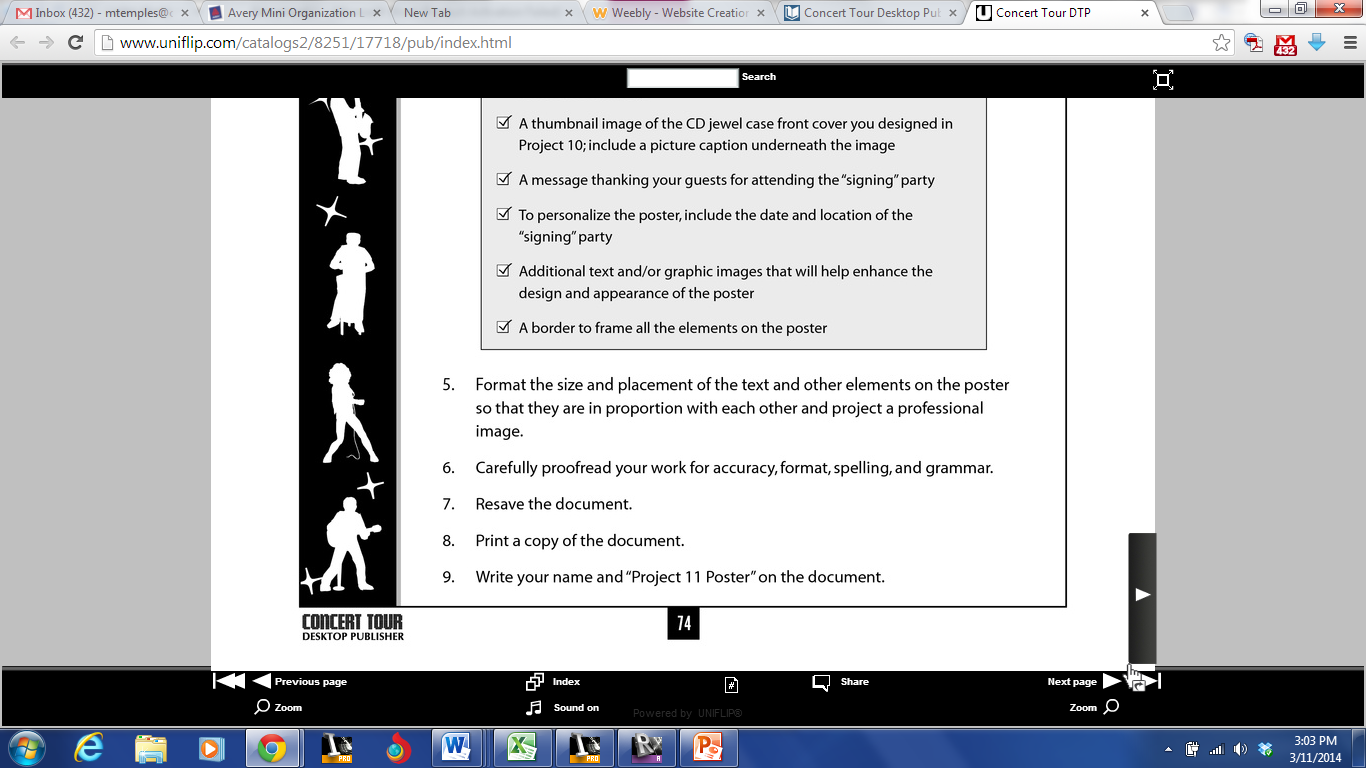 Inbox (432) - mtemples@
Avery Mini Organization
New Tab
Weebly - Website Creation
Concert Tour Desktop Pu
Concert Tour DTP
www.uniflip.com/catalogs2/8251/17718/pub/index.html
432
Search
A thumbnail image of the CD jewel case front cover you designed in
Project 10; include a picture caption underneath the image
A message thanking your guests for attending the “signing” party
To personalize the poster, include the date and location of the
“signing” party
Additional text and/or graphic images that will help enhance the
design and appearance of the poster
A border to frame all the elements on the poster
5. Format the size and placement of the text and other elements on the poster
so that they are in proportion with each other and project a professional
image.
6. Carefully proofread your work for accuracy, format, spelling, and grammar.
7. Resave the document.
8. Print a copy of the document.
9. Write your name and “Project 11 Poster” on the document.
CONCERT TOUR
DESKTOP PUBLISHER
74
Previous page
Index
#
Share
Next page
Zoom
Sound on
Powered by UNIFLIP®
Zoom
3:03 PM
3/11/2014